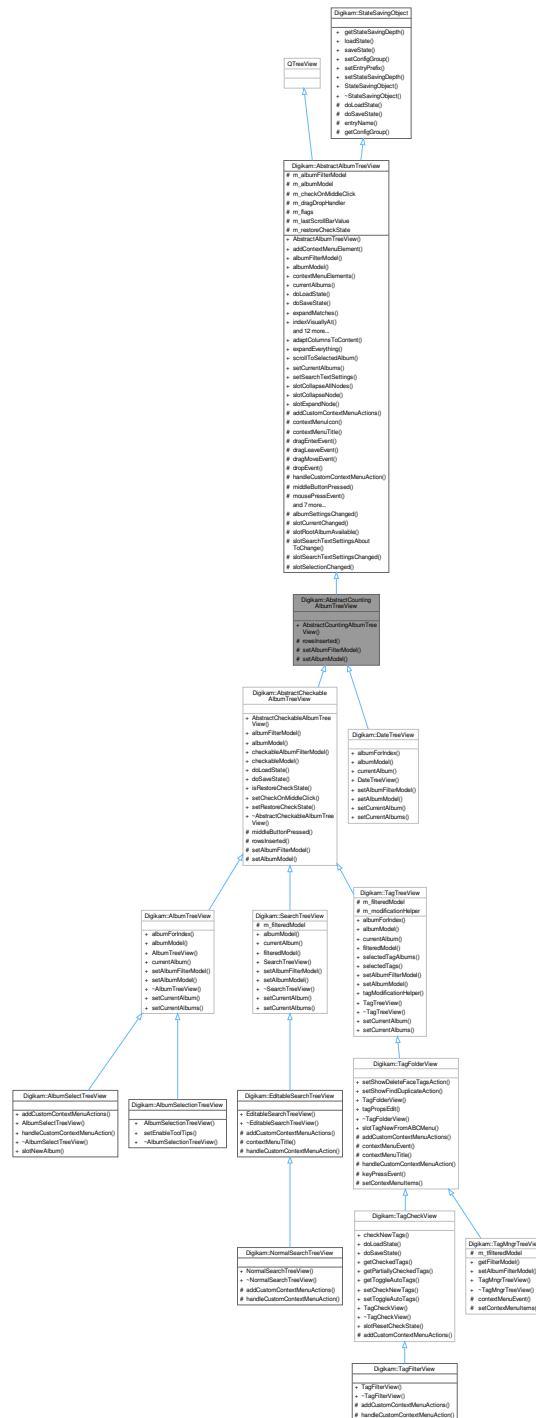 Digikam::StateSavingObject
+ getStateSavingDepth()
+ loadState()
+ saveState()
+ setConfigGroup()
+ setEntryPrefix()
+ setStateSavingDepth()
+ StateSavingObject()
+ ~StateSavingObject()
# doLoadState()
# doSaveState()
# entryName()
# getConfigGroup()
QTreeView
Digikam::AbstractAlbumTreeView
# m_albumFilterModel
# m_albumModel
# m_checkOnMiddleClick
# m_dragDropHandler
# m_flags
# m_lastScrollBarValue
# m_restoreCheckState
+ AbstractAlbumTreeView()
+ addContextMenuElement()
+ albumFilterModel()
+ albumModel()
+ contextMenuElements()
+ currentAlbums()
+ doLoadState()
+ doSaveState()
+ expandMatches()
+ indexVisuallyAt()
and 12 more...
+ adaptColumnsToContent()
+ expandEverything()
+ scrollToSelectedAlbum()
+ setCurrentAlbums()
+ setSearchTextSettings()
+ slotCollapseAllNodes()
+ slotCollapseNode()
+ slotExpandNode()
# addCustomContextMenuActions()
# contextMenuIcon()
# contextMenuTitle()
# dragEnterEvent()
# dragLeaveEvent()
# dragMoveEvent()
# dropEvent()
# handleCustomContextMenuAction()
# middleButtonPressed()
# mousePressEvent()
and 7 more...
# albumSettingsChanged()
# slotCurrentChanged()
# slotRootAlbumAvailable()
# slotSearchTextSettingsAbout
ToChange()
# slotSearchTextSettingsChanged()
# slotSelectionChanged()
Digikam::AbstractCounting
AlbumTreeView
+ AbstractCountingAlbumTree
View()
# rowsInserted()
# setAlbumFilterModel()
# setAlbumModel()
Digikam::AbstractCheckable
AlbumTreeView
+ AbstractCheckableAlbumTree
View()
+ albumFilterModel()
+ albumModel()
+ checkableAlbumFilterModel()
+ checkableModel()
+ doLoadState()
+ doSaveState()
+ isRestoreCheckState()
+ setCheckOnMiddleClick()
+ setRestoreCheckState()
+ ~AbstractCheckableAlbumTree
View()
# middleButtonPressed()
# rowsInserted()
# setAlbumFilterModel()
# setAlbumModel()
Digikam::DateTreeView
+ albumForIndex()
+ albumModel()
+ currentAlbum()
+ DateTreeView()
+ setAlbumFilterModel()
+ setAlbumModel()
+ setCurrentAlbum()
+ setCurrentAlbums()
Digikam::AlbumTreeView
+ albumForIndex()
+ albumModel()
+ AlbumTreeView()
+ currentAlbum()
+ setAlbumFilterModel()
+ setAlbumModel()
+ ~AlbumTreeView()
+ setCurrentAlbum()
+ setCurrentAlbums()
Digikam::SearchTreeView
# m_filteredModel
+ albumModel()
+ currentAlbum()
+ filteredModel()
+ SearchTreeView()
+ setAlbumFilterModel()
+ setAlbumModel()
+ ~SearchTreeView()
+ setCurrentAlbum()
+ setCurrentAlbums()
Digikam::TagTreeView
# m_filteredModel
# m_modificationHelper
+ albumForIndex()
+ albumModel()
+ currentAlbum()
+ filteredModel()
+ selectedTagAlbums()
+ selectedTags()
+ setAlbumFilterModel()
+ setAlbumModel()
+ tagModificationHelper()
+ TagTreeView()
+ ~TagTreeView()
+ setCurrentAlbum()
+ setCurrentAlbums()
Digikam::AlbumSelectTreeView
+ addCustomContextMenuActions()
+ AlbumSelectTreeView()
+ handleCustomContextMenuAction()
+ ~AlbumSelectTreeView()
+ slotNewAlbum()
Digikam::AlbumSelectionTreeView
+ AlbumSelectionTreeView()
+ setEnableToolTips()
+ ~AlbumSelectionTreeView()
Digikam::EditableSearchTreeView
+ EditableSearchTreeView()
+ ~EditableSearchTreeView()
# addCustomContextMenuActions()
# contextMenuTitle()
# handleCustomContextMenuAction()
Digikam::TagFolderView
+ setShowDeleteFaceTagsAction()
+ setShowFindDuplicateAction()
+ TagFolderView()
+ tagPropsEdit()
+ ~TagFolderView()
+ slotTagNewFromABCMenu()
# addCustomContextMenuActions()
# contextMenuEvent()
# contextMenuTitle()
# handleCustomContextMenuAction()
# keyPressEvent()
# setContexMenuItems()
Digikam::NormalSearchTreeView
+ NormalSearchTreeView()
+ ~NormalSearchTreeView()
# addCustomContextMenuActions()
# handleCustomContextMenuAction()
Digikam::TagCheckView
+ checkNewTags()
+ doLoadState()
+ doSaveState()
+ getCheckedTags()
+ getPartiallyCheckedTags()
+ getToggleAutoTags()
+ setCheckNewTags()
+ setToggleAutoTags()
+ TagCheckView()
+ ~TagCheckView()
+ slotResetCheckState()
# addCustomContextMenuActions()
Digikam::TagMngrTreeView
# m_tfilteredModel
+ getFilterModel()
+ setAlbumFilterModel()
+ TagMngrTreeView()
+ ~TagMngrTreeView()
# contextMenuEvent()
# setContexMenuItems()
Digikam::TagFilterView
+ TagFilterView()
+ ~TagFilterView()
# addCustomContextMenuActions()
# handleCustomContextMenuAction()